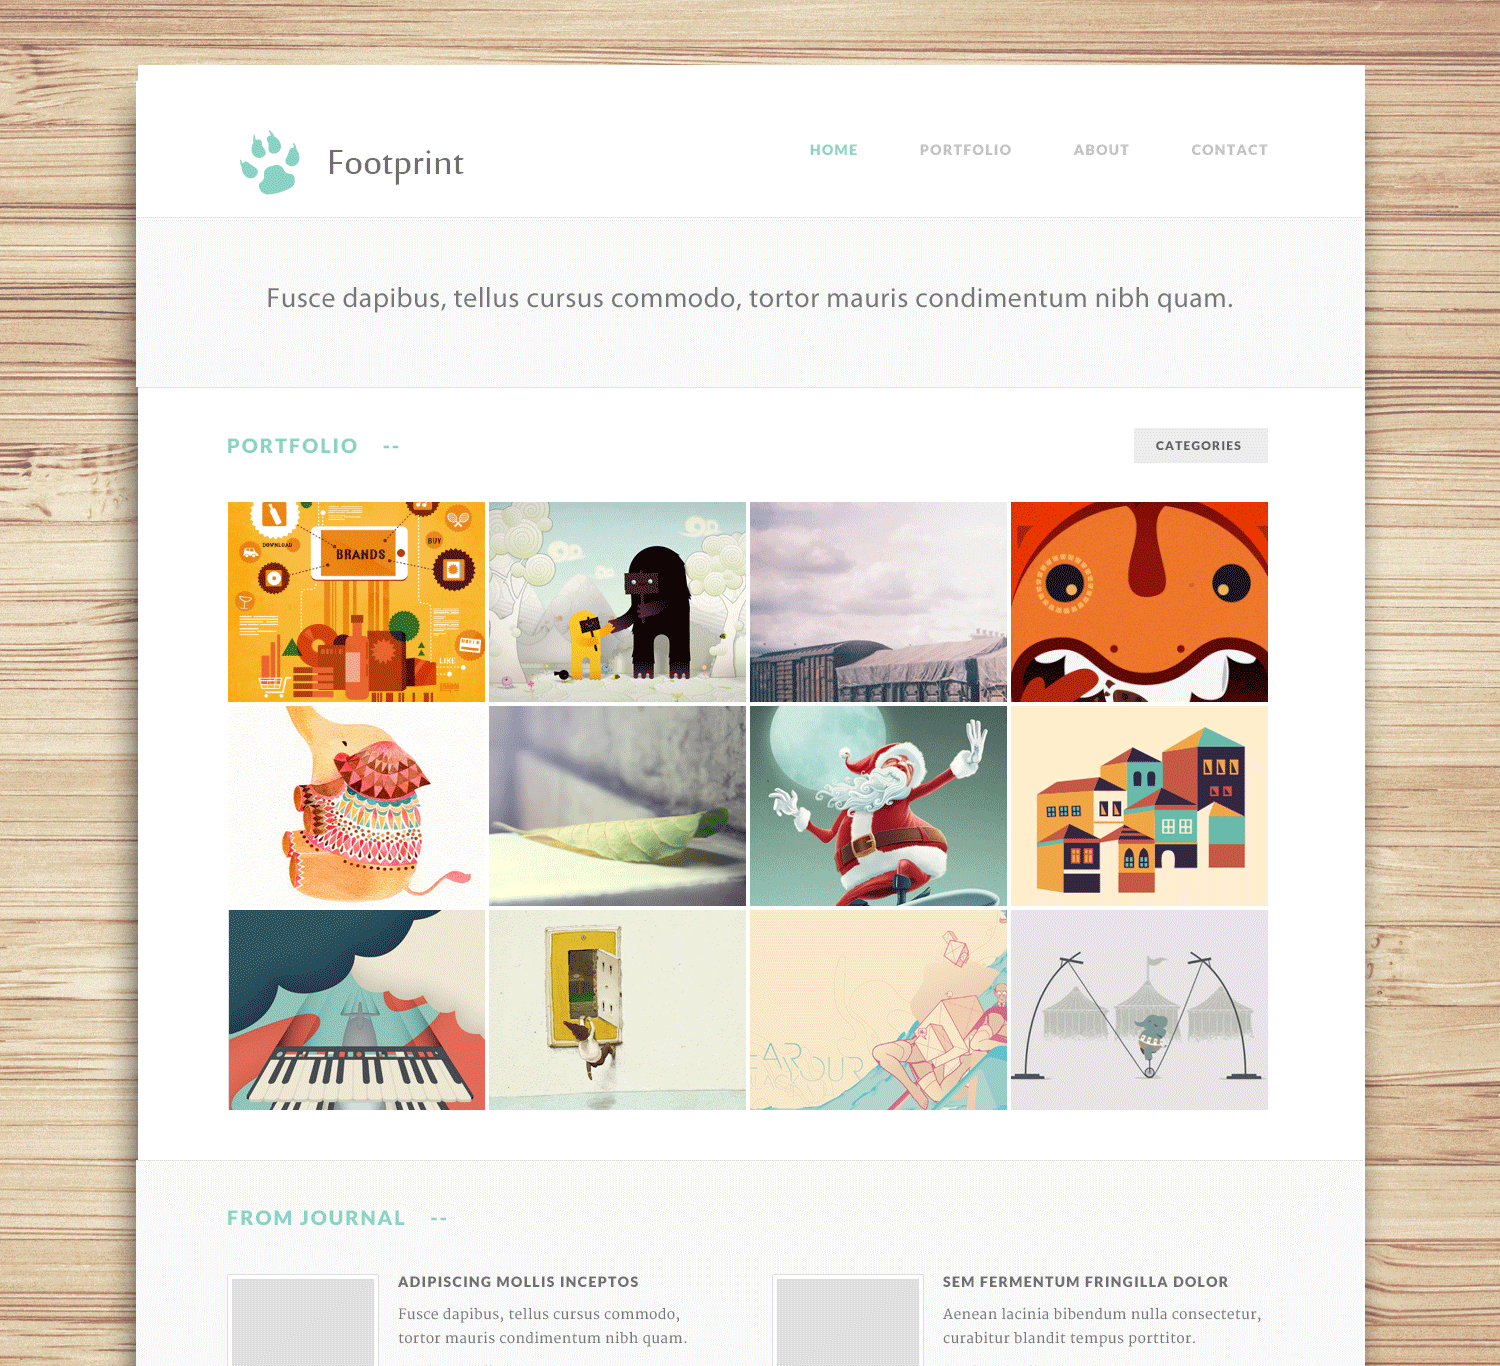 Footprint
HOME PORTFOLIO ABOUT CONTACT
Fusce dapibus, tellus cursus commodo, tortor mauris condimentum nibh quam.
PORTFOLIO --
CATEGORIES
DOWNLOAD
BRANDS
BUY
LIKE
FROM JOURNAL --
ADIPISCING MOLLIS INCEPTOS
Fusce dapibus, tellus cursus commodo,
tortor mauris condimentum nibh quam.
SEM FERMENTUM FRINGILLA DOLOR
Aenean lacinia bibendum nulla consectetur,
curabitur blandit tempus porttitor.